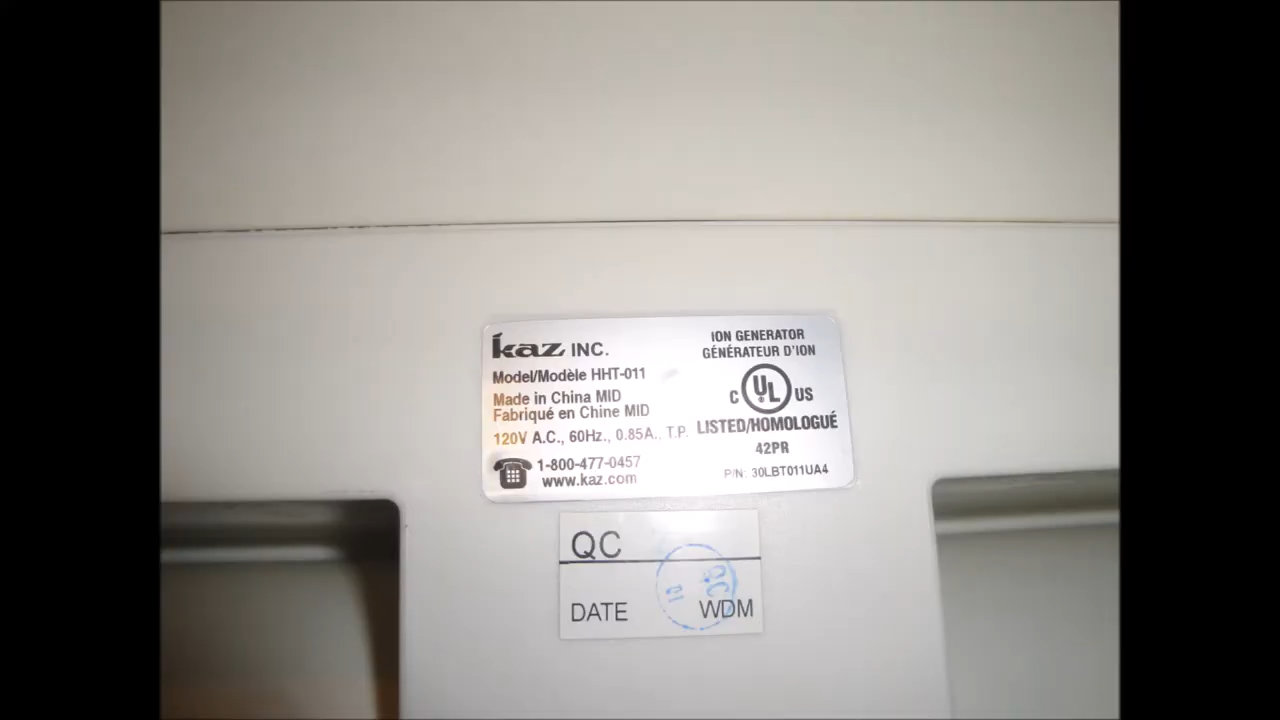 kaz INC.
Model/Modèle HHT-011
Made in China MID
Fabriqué en Chine MID
120V A.C., 60Hz., 0.85A., T.P.
1-800-477-0457
www.kaz.com
ION GENERATOR
GÉNÉRATEUR D'ION
C UL US
LISTED/HOMOLOGUÉ
42PR
P/N: 30LBT011UA4
QC
DATE
WDM
QC
01